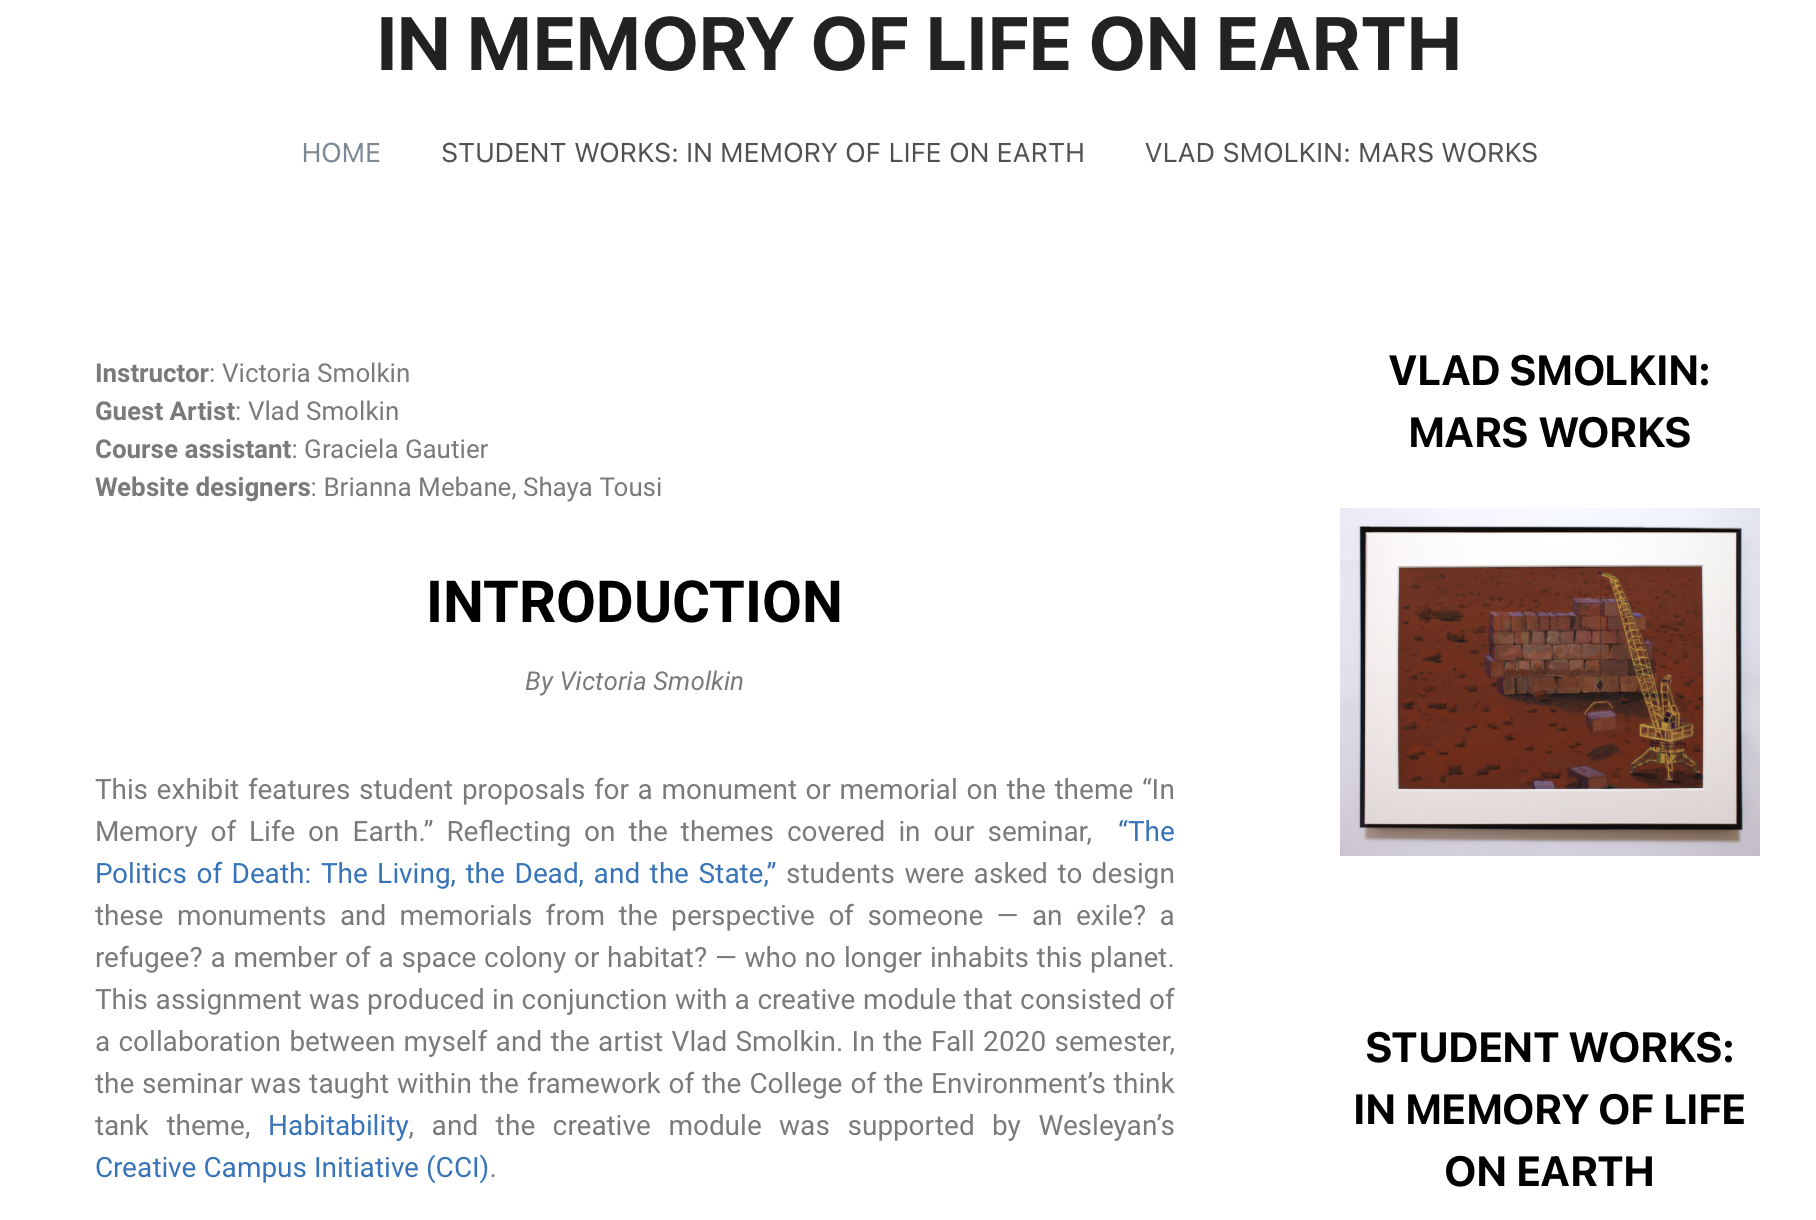 IN MEMORY OF LIFE ON EARTH
HOME STUDENT WORKS: IN MEMORY OF LIFE ON EARTH VLAD SMOLKIN: MARS WORKS
Instructor: Victoria Smolkin
Guest Artist: Vlad Smolkin
Course assistant: Graciela Gautier
Website designers: Brianna Mebane, Shaya Tousi
INTRODUCTION
By Victoria Smolkin
This exhibit features student proposals for a monument or memorial on the theme “In
Memory of Life on Earth.” Reflecting on the themes covered in our seminar, “The
Politics of Death: The Living, the Dead, and the State,” students were asked to design
these monuments and memorials from the perspective of someone — an exile? a
refugee? a member of a space colony or habitat? — who no longer inhabits this planet.
This assignment was produced in conjunction with a creative module that consisted of
a collaboration between myself and the artist Vlad Smolkin. In the Fall 2020 semester,
the seminar was taught within the framework of the College of the Environment’s think
tank theme, Habitability, and the creative module was supported by Wesleyan’s
Creative Campus Initiative (CCI).
VLAD SMOLKIN:
MARS WORKS
STUDENT WORKS:
IN MEMORY OF LIFE
ON EARTH